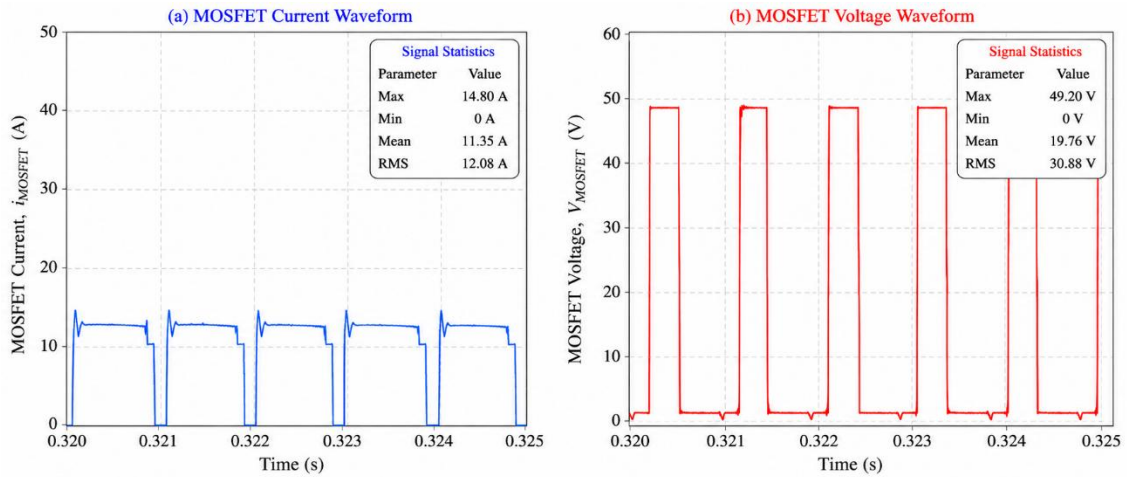 (a) MOSFET Current Waveform
50
40
30
20
10
0
MOSFET Current, i_MOSFET (A)
Signal Statistics
Parameter Value
Max 14.80 A
Min 0 A
Mean 11.35 A
RMS 12.08 A
0.320 0.321 0.322 0.323 0.324 0.325
Time (s)
(b) MOSFET Voltage Waveform
60
50
40
30
20
10
0
MOSFET Voltage, V_MOSFET (V)
Signal Statistics
Parameter Value
Max 49.20 V
Min 0 V
Mean 19.76 V
RMS 30.88 V
0.320 0.321 0.322 0.323 0.324 0.325
Time (s)